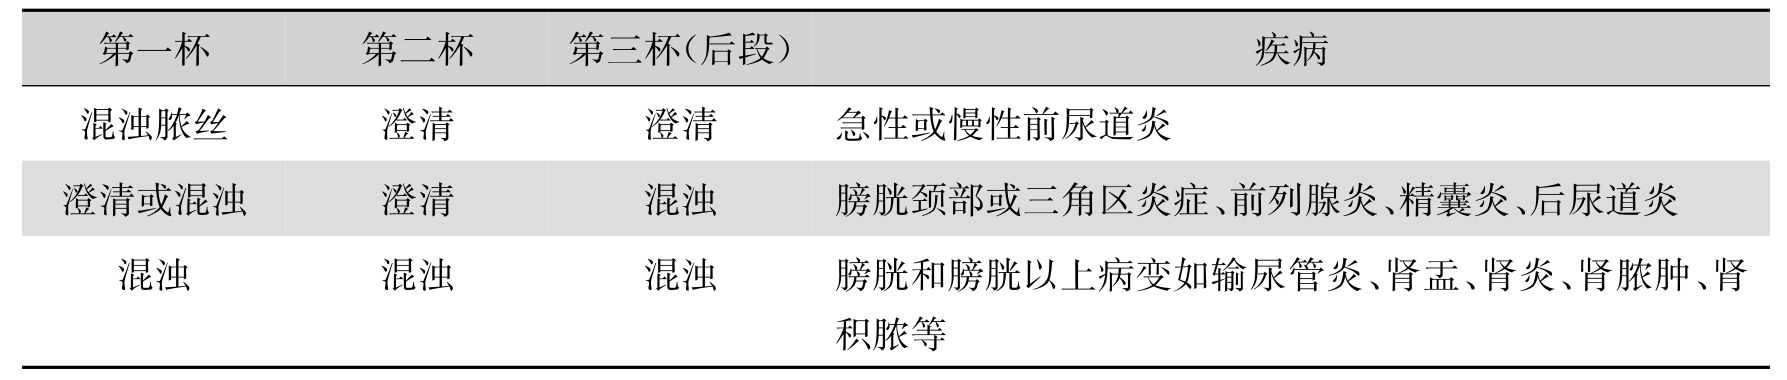 第一杯 第二杯 第三杯(后段) 疾病
混浊脓丝 澄清 澄清 急性或慢性前尿道炎
澄清或混浊 澄清 混浊 膀胱颈部或三角区炎症、前列腺炎、精囊炎、后尿道炎
混浊 混浊 混浊 膀胱和膀胱以上病变如输尿管炎、肾盂、肾炎、肾脓肿、肾
积脓等